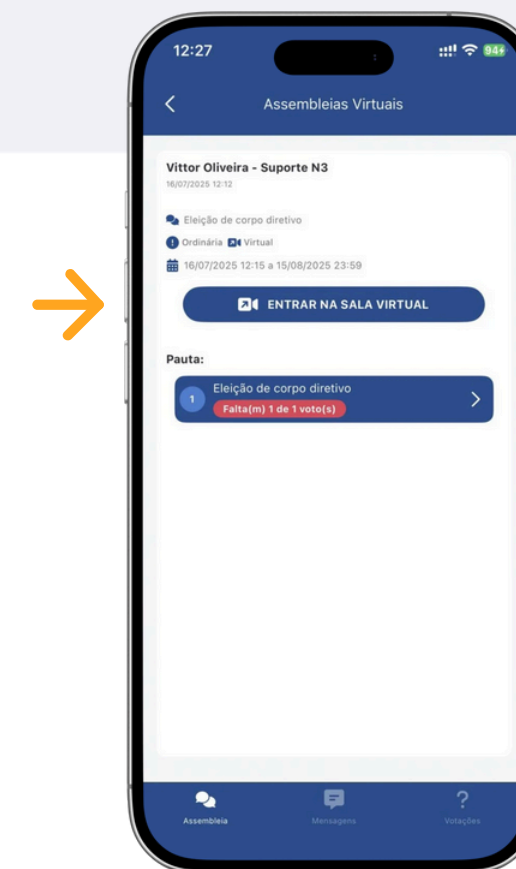 12:27
94
Assembleias Virtuais
Vittor Oliveira - Suporte N3
16/07/2025 12:12
Eleição de corpo diretivo
Ordinária Virtual
16/07/2025 12:15 a 15/08/2025 23:59
ENTRAR NA SALA VIRTUAL
Pauta:
1
Eleição de corpo diretivo
Falta(m) 1 de 1 voto(s)
Assembleia Mensagens Votações